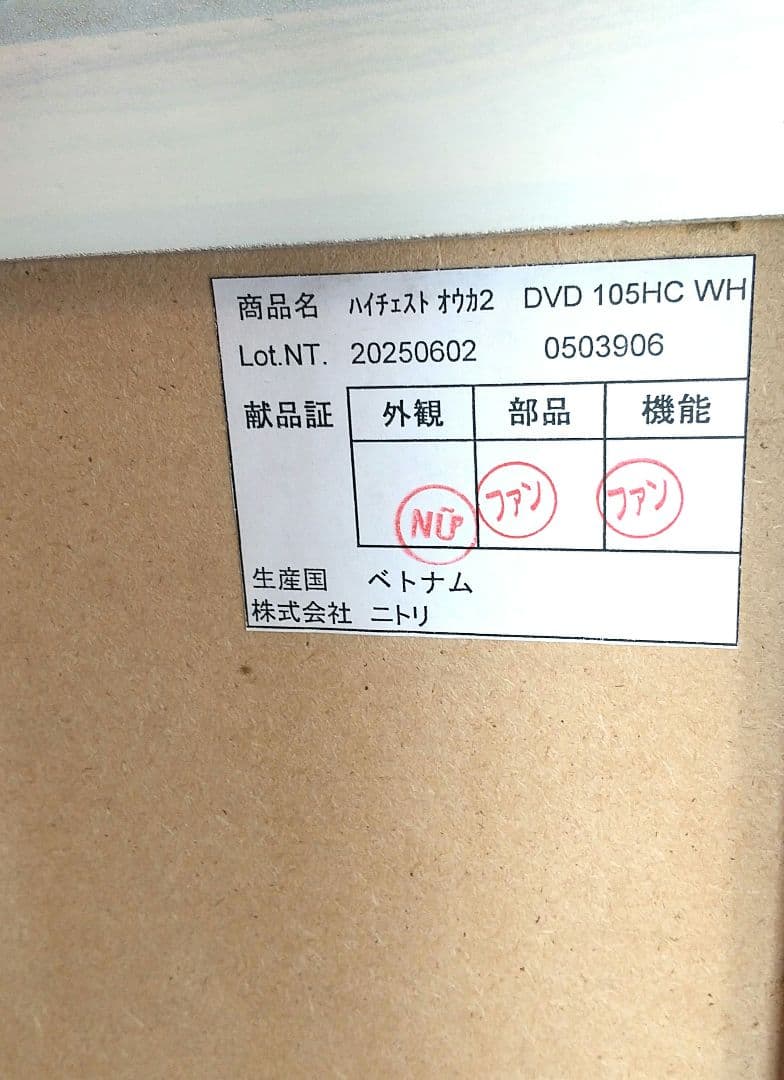 商品名 ﾊｲﾁｪｽﾄ ｵｳｶ2 DVD 105HC WH
Lot.NT. 20250602 0503906
献品証 外観 部品 機能
ファン ファン
生産国 ベトナム
株式会社 ニトリ